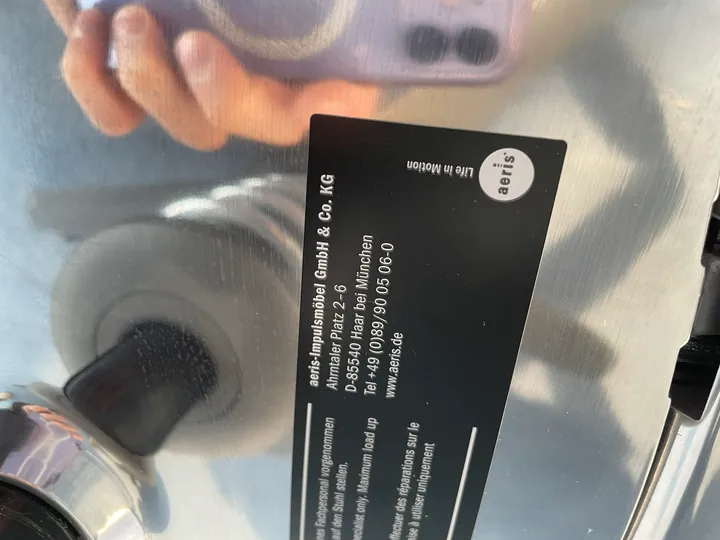 aeris
Life in Motion
aeris-Impulsmöbel GmbH & Co. KG
Ahrntaler Platz 2-6
D-85540 Haar bei München
Tel +49 (0)89/90 05 06-0
www.aeris.de
Fachpersonal vorgenommen
auf den Stuhl stellen.
only. Maximum load up
des réparations sur le
à utiliser uniquement